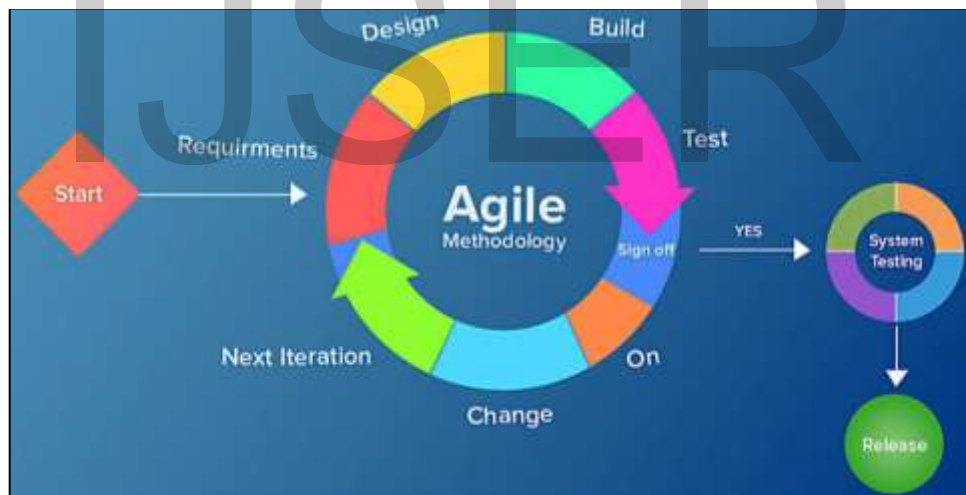 IJSER
Design
Build
Requirments
Test
Start
Agile
Methodology
Sign off
YES
System
Testing
Next Iteration
On
Change
Release